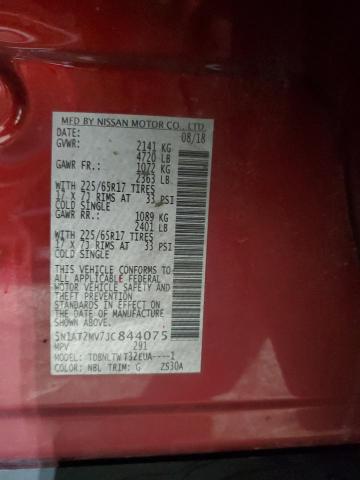 MFD BY NISSAN MOTOR CO., LTD.
DATE: 08/18
GVWR: 2141 KG
4720 LB
GAWR FR.: 1072 KG
2363 LB
WITH 225/65R17 TIRES
17 X 7J RIMS AT 33 PSI
COLD SINGLE
GAWR RR.: 1089 KG
2401 LB
WITH 225/65R17 TIRES
17 X 7J RIMS AT 33 PSI
COLD SINGLE
THIS VEHICLE CONFORMS TO
ALL APPLICABLE FEDERAL
MOTOR VEHICLE SAFETY AND
THEFT PREVENTION
STANDARDS IN EFFECT ON
THE DATE OF MANUFACTURE
SHOWN ABOVE.
5N1AT2MV7JC844075
MPV 291
MODEL: TDBNLTWT32EUA----1
COLOR: NBL TRIM: G ZS30A